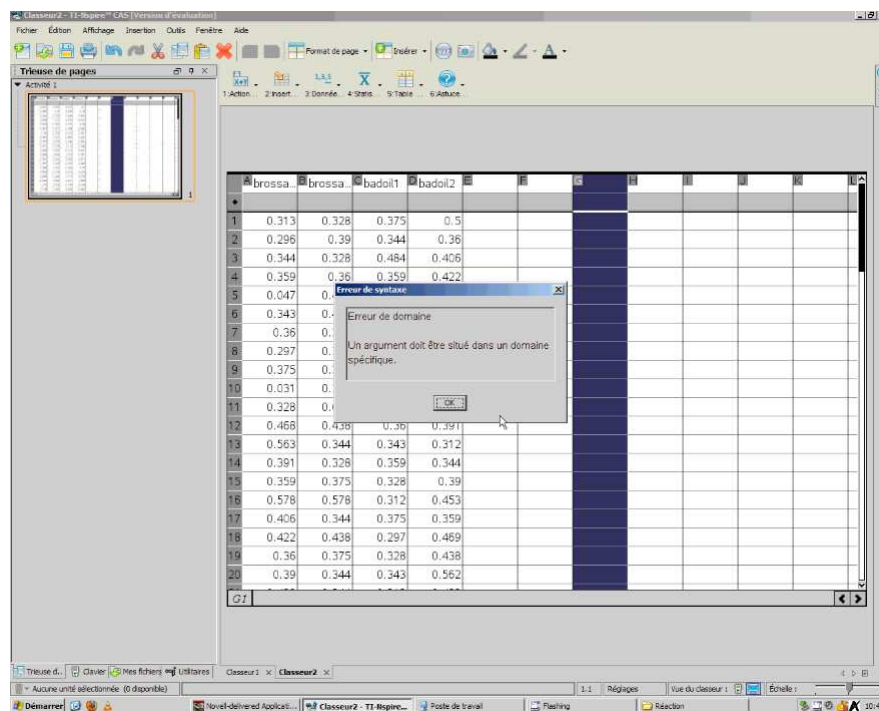 Classeur2 - TI-Nspire™ CAS [Version d'évaluation]
Fichier Édition Affichage Insertion Outils Fenêtre Aide
Format de page Insérer
Trieuse de pages
Activité 1
1
1:Action ... 2:Insert... 3:Donnée... 4:Statis... 5:Table ... 6:Astuce...
A brossa... B brossa... C badoil1 D badoil2 E F G H I J K L
1 0.313 0.328 0.375 0.5
2 0.296 0.39 0.344 0.36
3 0.344 0.328 0.484 0.406
4 0.359 0.36 0.359 0.422
5 0.047
6 0.343
7 0.36
8 0.297
9 0.375
10 0.031
11 0.328
12 0.468 0.438 0.36 0.391
13 0.563 0.344 0.343 0.312
14 0.391 0.328 0.359 0.344
15 0.359 0.375 0.328 0.39
16 0.578 0.578 0.312 0.453
17 0.406 0.344 0.375 0.359
18 0.422 0.438 0.297 0.469
19 0.36 0.375 0.328 0.438
20 0.39 0.344 0.343 0.562
Erreur de syntaxe
Erreur de domaine
Un argument doit être situé dans un domaine
spécifique.
OK
G1
Trieuse d.. Clavier Mes fichiers Utilitaires
Classeur1 Classeur2
Aucune unité sélectionnée (0 disponible)
1.1 Réglages Vue du classeur : Échelle :
Démarrer Novell-delivered Applicati... Classeur2 - TI-Nspire... Poste de travail Flashing Réaction 10:4